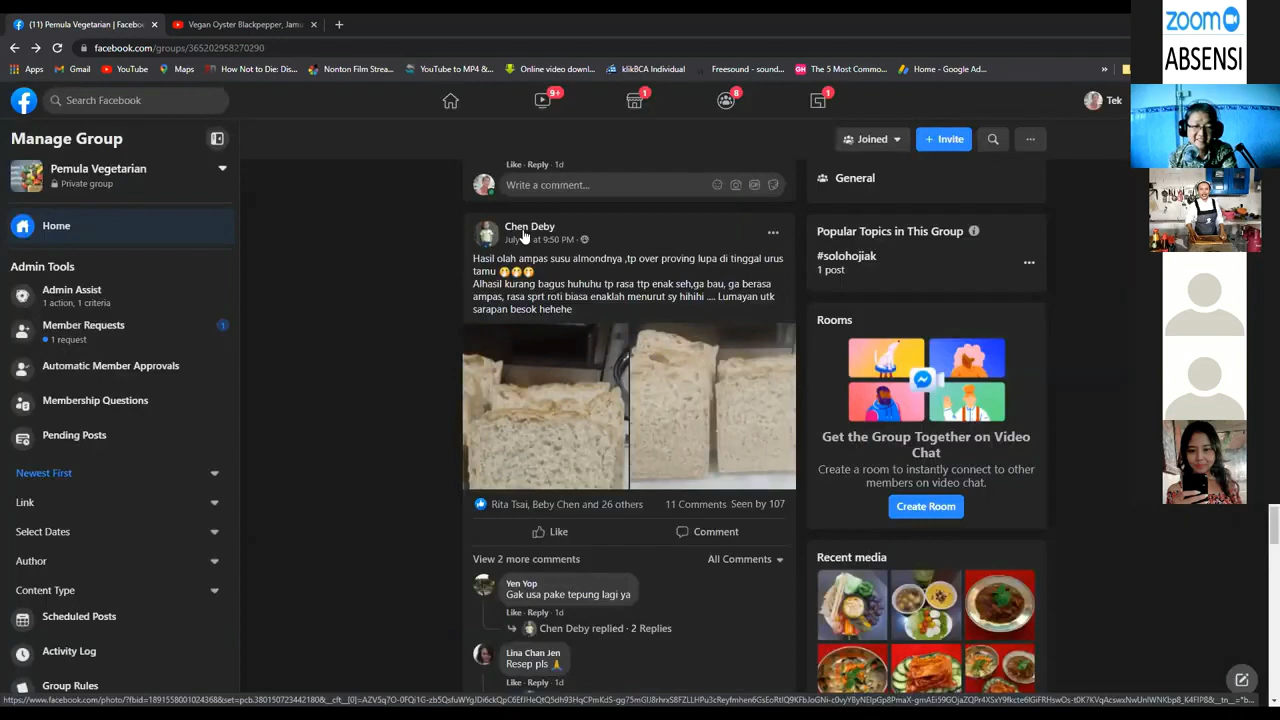 (11) Pemula Vegetarian | Facebo
Vegan Oyster Blackpepper, Jamu
facebook.com/groups/365202958270290
Apps
Gmail
YouTube
Maps
How Not to Die: Dis...
Nonton Film Strea...
YouTube to MP4 &...
Online video downl...
klikBCA Individual
Freesound - sound...
The 5 Most Commo...
Home - Google Ad...
»
zoom
ABSENSI
Search Facebook
9+
1
8
1
Tek
Manage Group
Pemula Vegetarian
Private group
Home
Admin Tools
Admin Assist
1 action, 1 criteria
Member Requests
1
1 request
Automatic Member Approvals
Membership Questions
Pending Posts
Newest First
Link
Select Dates
Author
Content Type
Scheduled Posts
Activity Log
Group Rules
Joined
+ Invite
Like · Reply · 1d
Write a comment...
Chen Deby
at 9:50 PM ·
Hasil olah ampas susu almondnya ,tp over proving lupa di tinggal urus
tamu
Alhasil kurang bagus huhuhu tp rasa ttp enak seh,ga bau, ga berasa
ampas, rasa sprt roti biasa enaklah menurut sy hihihi .... Lumayan utk
sarapan besok hehehe
Rita Tsai, Beby Chen and 26 others
11 Comments Seen by 107
Like
Comment
View 2 more comments
All Comments
Yen Yop
Gak usa pake tepung lagi ya
Like · Reply · 1d
Chen Deby replied · 2 Replies
Lina Chan Jen
Resep pls 🙏
Like · Reply · 1d
General
Popular Topics in This Group
#solohojiak
1 post
Rooms
Get the Group Together on Video
Chat
Create a room to instantly connect to other
members on video chat.
Create Room
Recent media